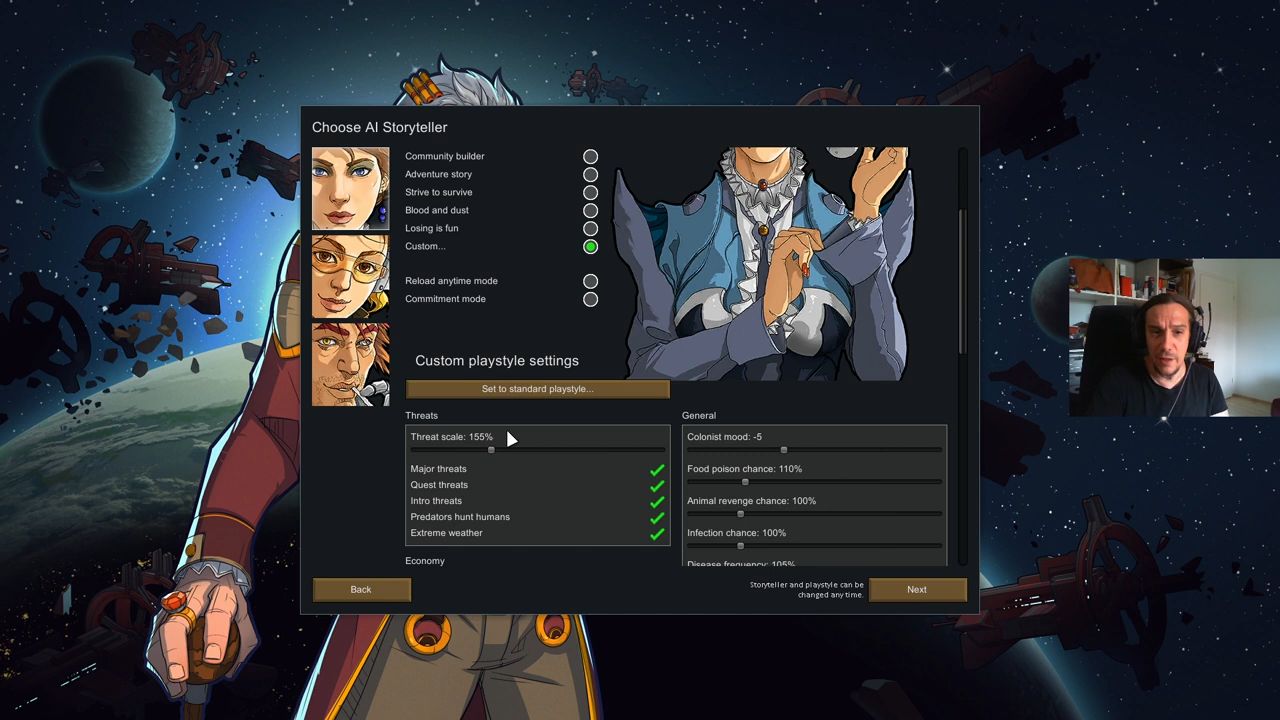 Choose AI Storyteller
Community builder
Adventure story
Strive to survive
Blood and dust
Losing is fun
Custom...
Reload anytime mode
Commitment mode
Custom playstyle settings
Set to standard playstyle...
Threats
Threat scale: 155%
Major threats
Quest threats
Intro threats
Predators hunt humans
Extreme weather
Economy
General
Colonist mood: -5
Food poison chance: 110%
Animal revenge chance: 100%
Infection chance: 100%
Disease frequency: 105%
Back
Storyteller and playstyle can be
changed any time.
Next